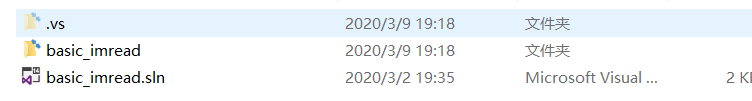 .vs 2020/3/9 19:18 文件夹
basic_imread 2020/3/9 19:18 文件夹
basic_imread.sln 2020/3/2 19:35 Microsoft Visual ... 2 K